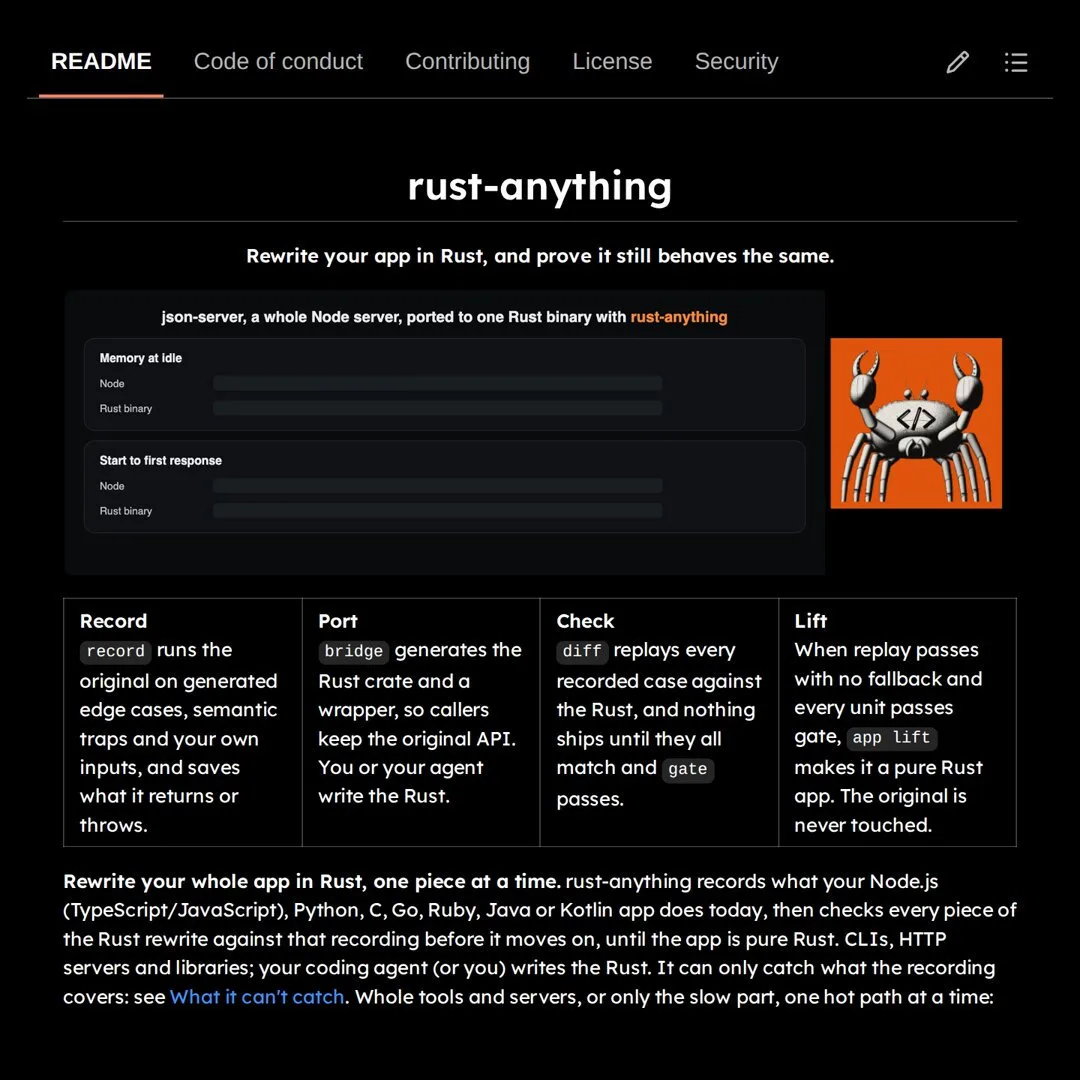 README Code of conduct Contributing License Security
rust-anything
Rewrite your app in Rust, and prove it still behaves the same.
json-server, a whole Node server, ported to one Rust binary with rust-anything
Memory at idle
Node
Rust binary
Start to first response
Node
Rust binary
</>
Record
record runs the
original on generated
edge cases, semantic
traps and your own
inputs, and saves
what it returns or
throws.
Port
bridge generates the
Rust crate and a
wrapper, so callers
keep the original API.
You or your agent
write the Rust.
Check
diff replays every
recorded case against
the Rust, and nothing
ships until they all
match and gate
passes.
Lift
When replay passes
with no fallback and
every unit passes
gate, app lift
makes it a pure Rust
app. The original is
never touched.
Rewrite your whole app in Rust, one piece at a time. rust-anything records what your Node.js
(TypeScript/JavaScript), Python, C, Go, Ruby, Java or Kotlin app does today, then checks every piece of
the Rust rewrite against that recording before it moves on, until the app is pure Rust. CLIs, HTTP
servers and libraries; your coding agent (or you) writes the Rust. It can only catch what the recording
covers: see What it can't catch. Whole tools and servers, or only the slow part, one hot path at a time: